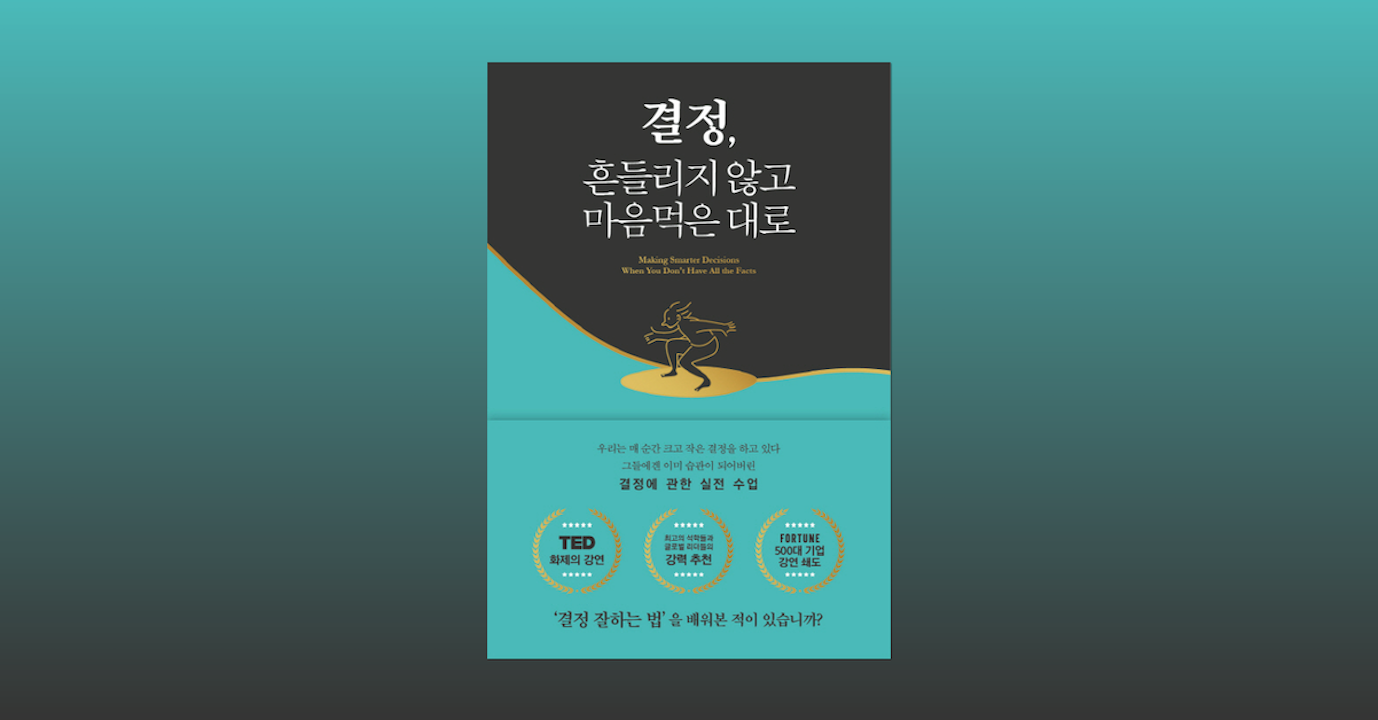 결정,
흔들리지 않고
마음먹은 대로
Making Smarter Decisions
When You Don't Have All the Facts
우리는 매 순간 크고 작은 결정을 하고 있다
그들에겐 이미 습관이 되어버린
결정에 관한 실전 수업
TED
화제의 강연
최고의 석학들과
글로벌 리더들의
강력 추천
FORTUNE
500대 기업
강연 쇄도
‘결정 잘하는 법’을 배워본 적이 있습니까?